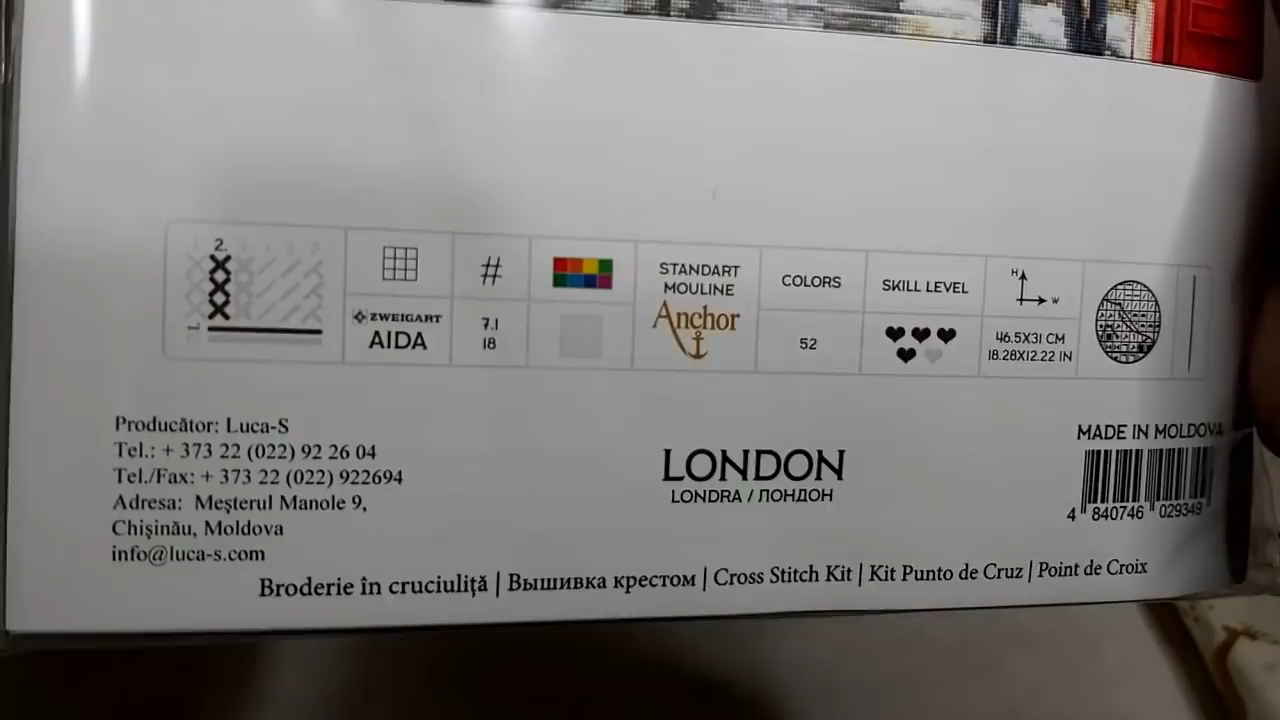 2.
1.
#
ZWEIGART
AIDA
7.1
18
STANDART
MOULINE
Anchor
COLORS
52
SKILL LEVEL
H
W
46.5X31 CM
18.28X12.22 IN
Producător: Luca-S
Tel.: + 373 22 (022) 92 26 04
Tel./Fax: + 373 22 (022) 922694
Adresa: Meşterul Manole 9,
Chişinău, Moldova
info@luca-s.com
LONDON
LONDRA / ЛОНДОН
MADE IN MOLDOVA
4 840746 029349
Broderie în cruciuliţă | Вышивка крестом | Cross Stitch Kit | Kit Punto de Cruz | Point de Croix